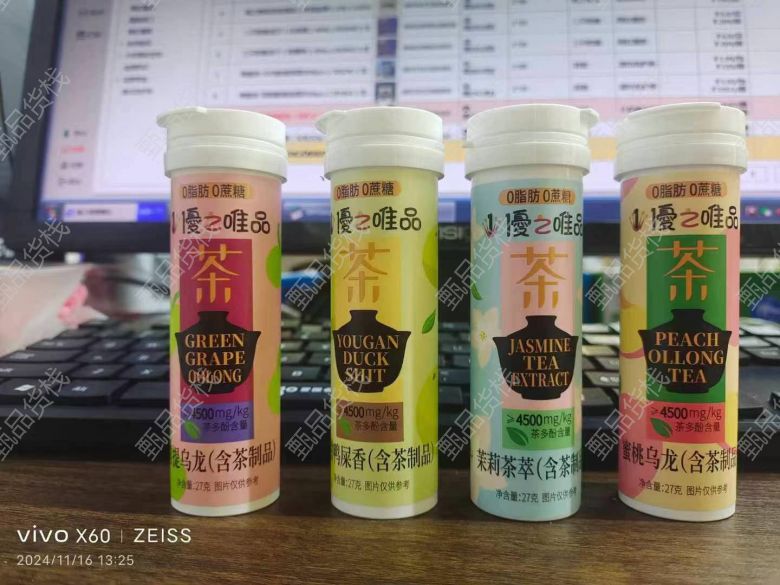 0脂肪 0蔗糖
優之唯品
茶
GREEN
GRAPE
OOLONG
4500mg/kg
茶多酚含量
提乌龙(含茶制品)
净含量:27克 图片仅供参考
0脂肪 0蔗糖
優之唯品
茶
YOUGAN
DUCK
SHIT
4500mg/kg
茶多酚含量
鸭屎香(含茶制品)
净含量:27克 图片仅供参考
0脂肪 0蔗糖
優之唯品
茶
JASMINE
TEA
EXTRACT
≥4500mg/kg
茶多酚含量
茉莉茶萃(含茶制品)
净含量:27克 图片仅供参考
0脂肪 0蔗糖
優之唯品
茶
PEACH
OLLONG
TEA
≥4500mg/kg
茶多酚含量
蜜桃乌龙(含茶制品
净含量:27克 图片仅供参考
vivo X60 | ZEISS
2024/11/16 13:25
甄品货栈